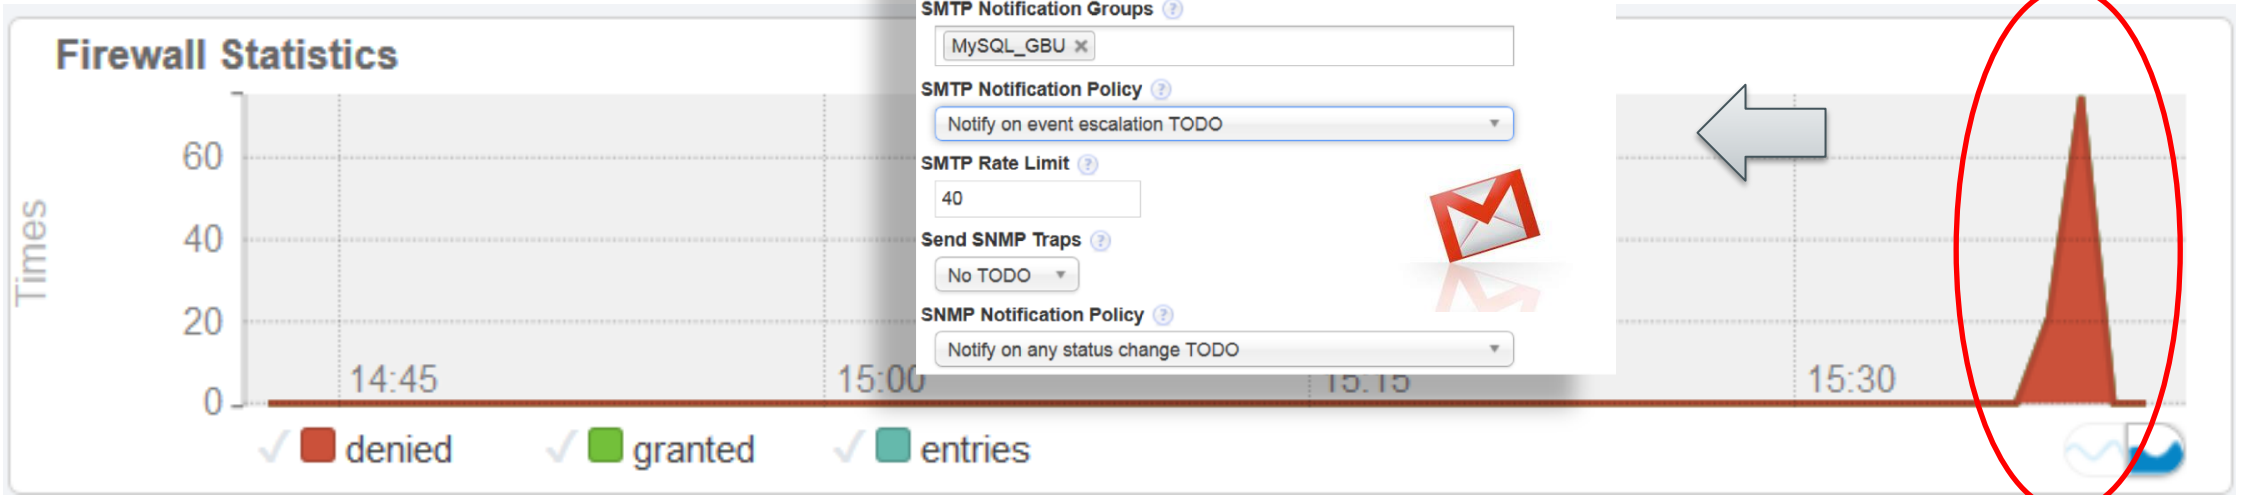 Firewall Statistics
60
40
20
0
Times
14:45
15:00
15:15
15:30
denied
granted
entries
SMTP Notification Groups ?
MySQL_GBU ×
SMTP Notification Policy ?
Notify on event escalation TODO
SMTP Rate Limit ?
40
Send SNMP Traps ?
No TODO
SNMP Notification Policy ?
Notify on any status change TODO